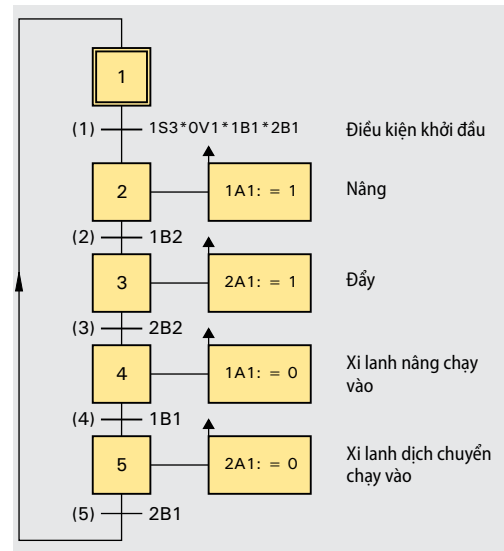 1
(1) 1S3*0V1*1B1*2B1 Điều kiện khởi đầu
2 1A1: = 1 Nâng
(2) 1B2
3 2A1: = 1 Đẩy
(3) 2B2
4 1A1: = 0 Xi lanh nâng chạy
vào
(4) 1B1
5 2A1: = 0 Xi lanh dịch chuyển
chạy vào
(5) 2B1